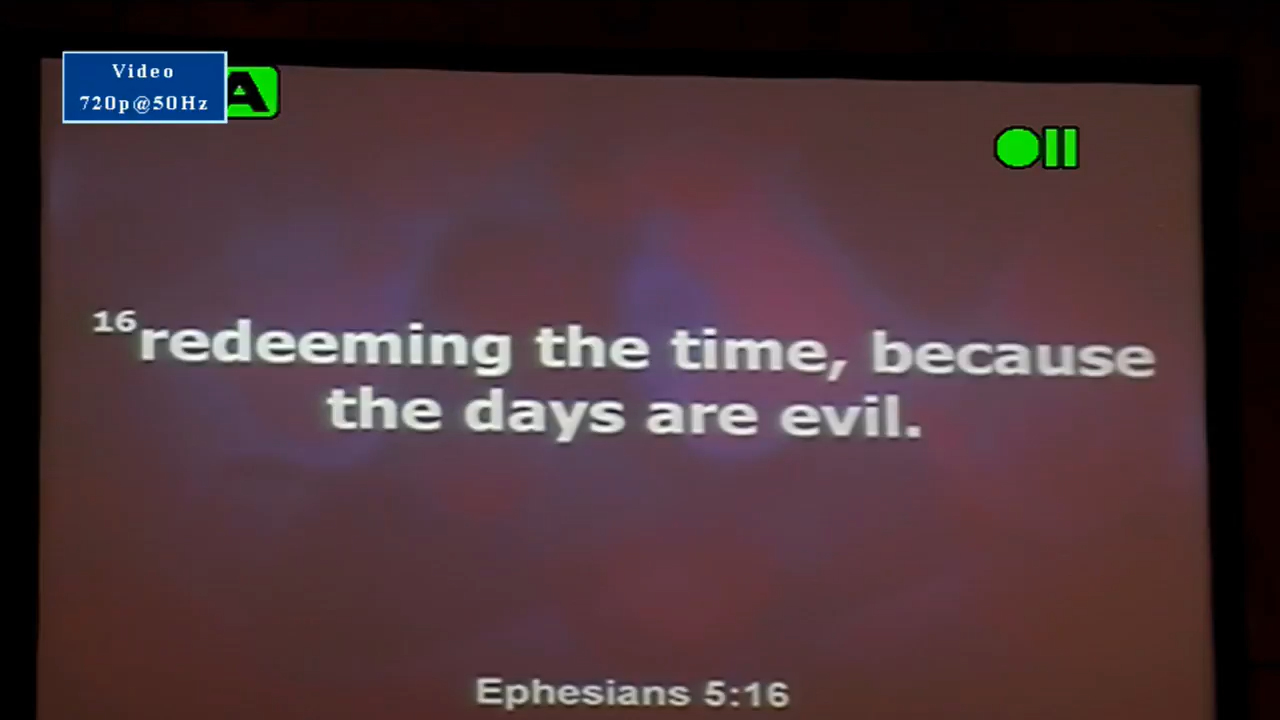 Video
720p@50Hz
A
16redeeming the time, because
the days are evil.
Ephesians 5:16